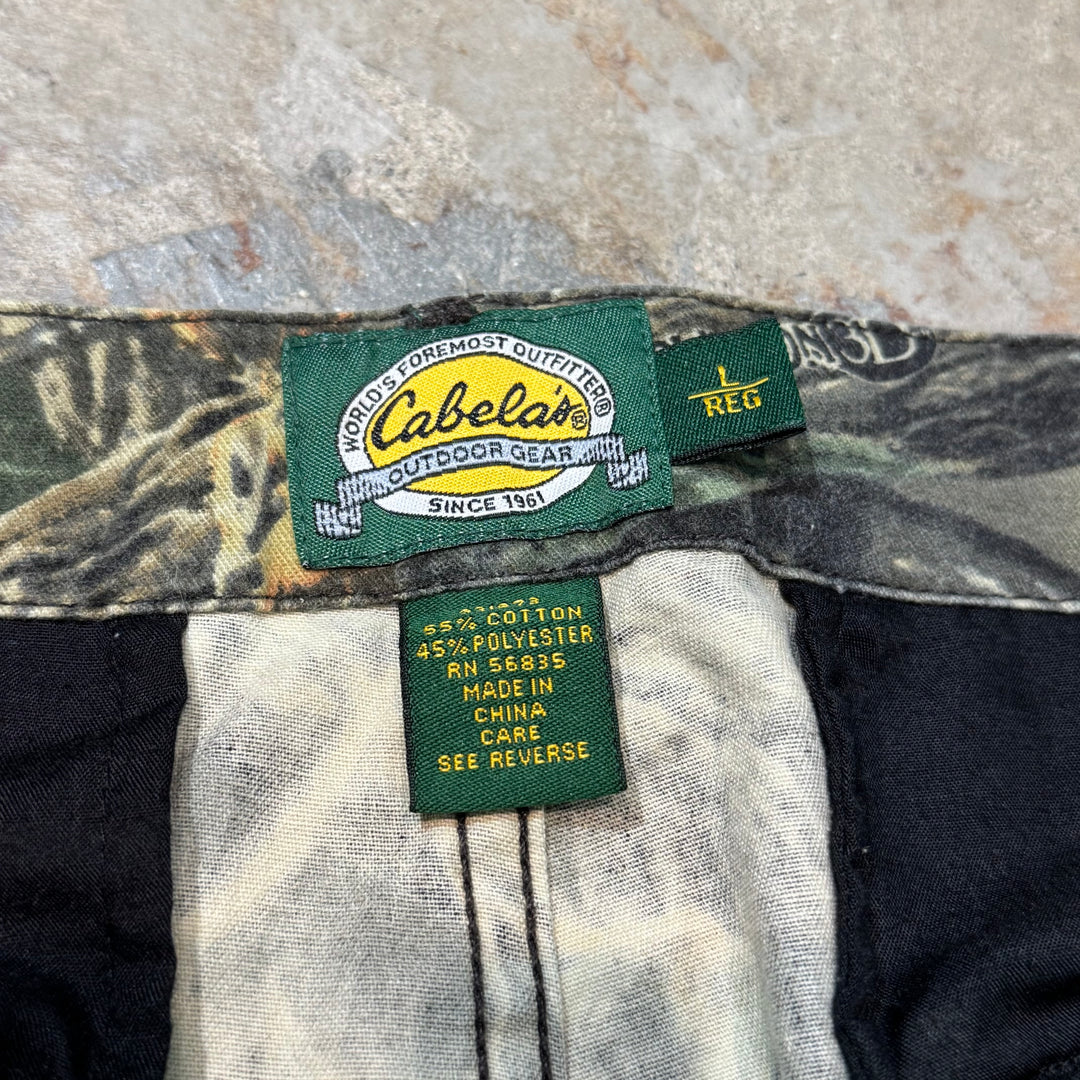 WORLD'S FOREMOST OUTFITTER®
Cabela's®
OUTDOOR GEAR
SINCE 1961
L
REG
3D
55% COTTON
45% POLYESTER
RN 56835
MADE IN
CHINA
CARE
SEE REVERSE